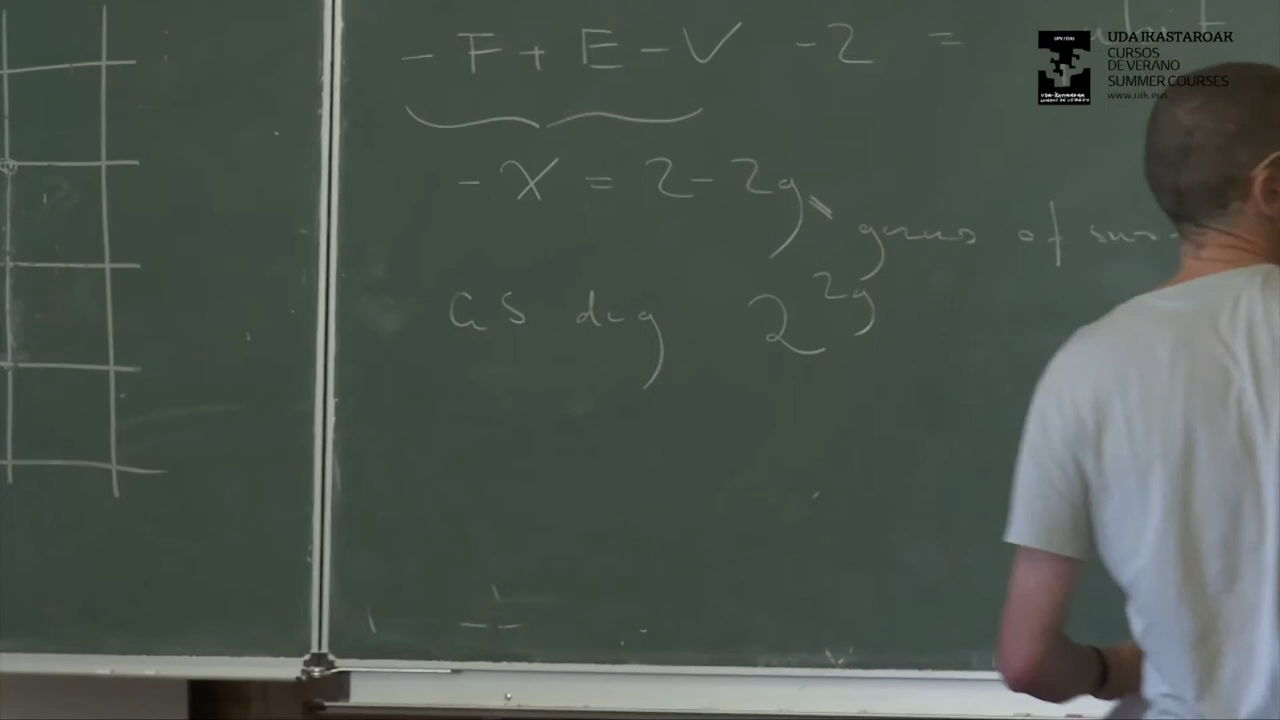 - F + E - V - 2 =
- χ = 2 - 2g, genus of
GS deg 2^{2g}
UDA IKASTAROAK
CURSOS
DE VERANO
SUMMER COURSES
www.uik.eus